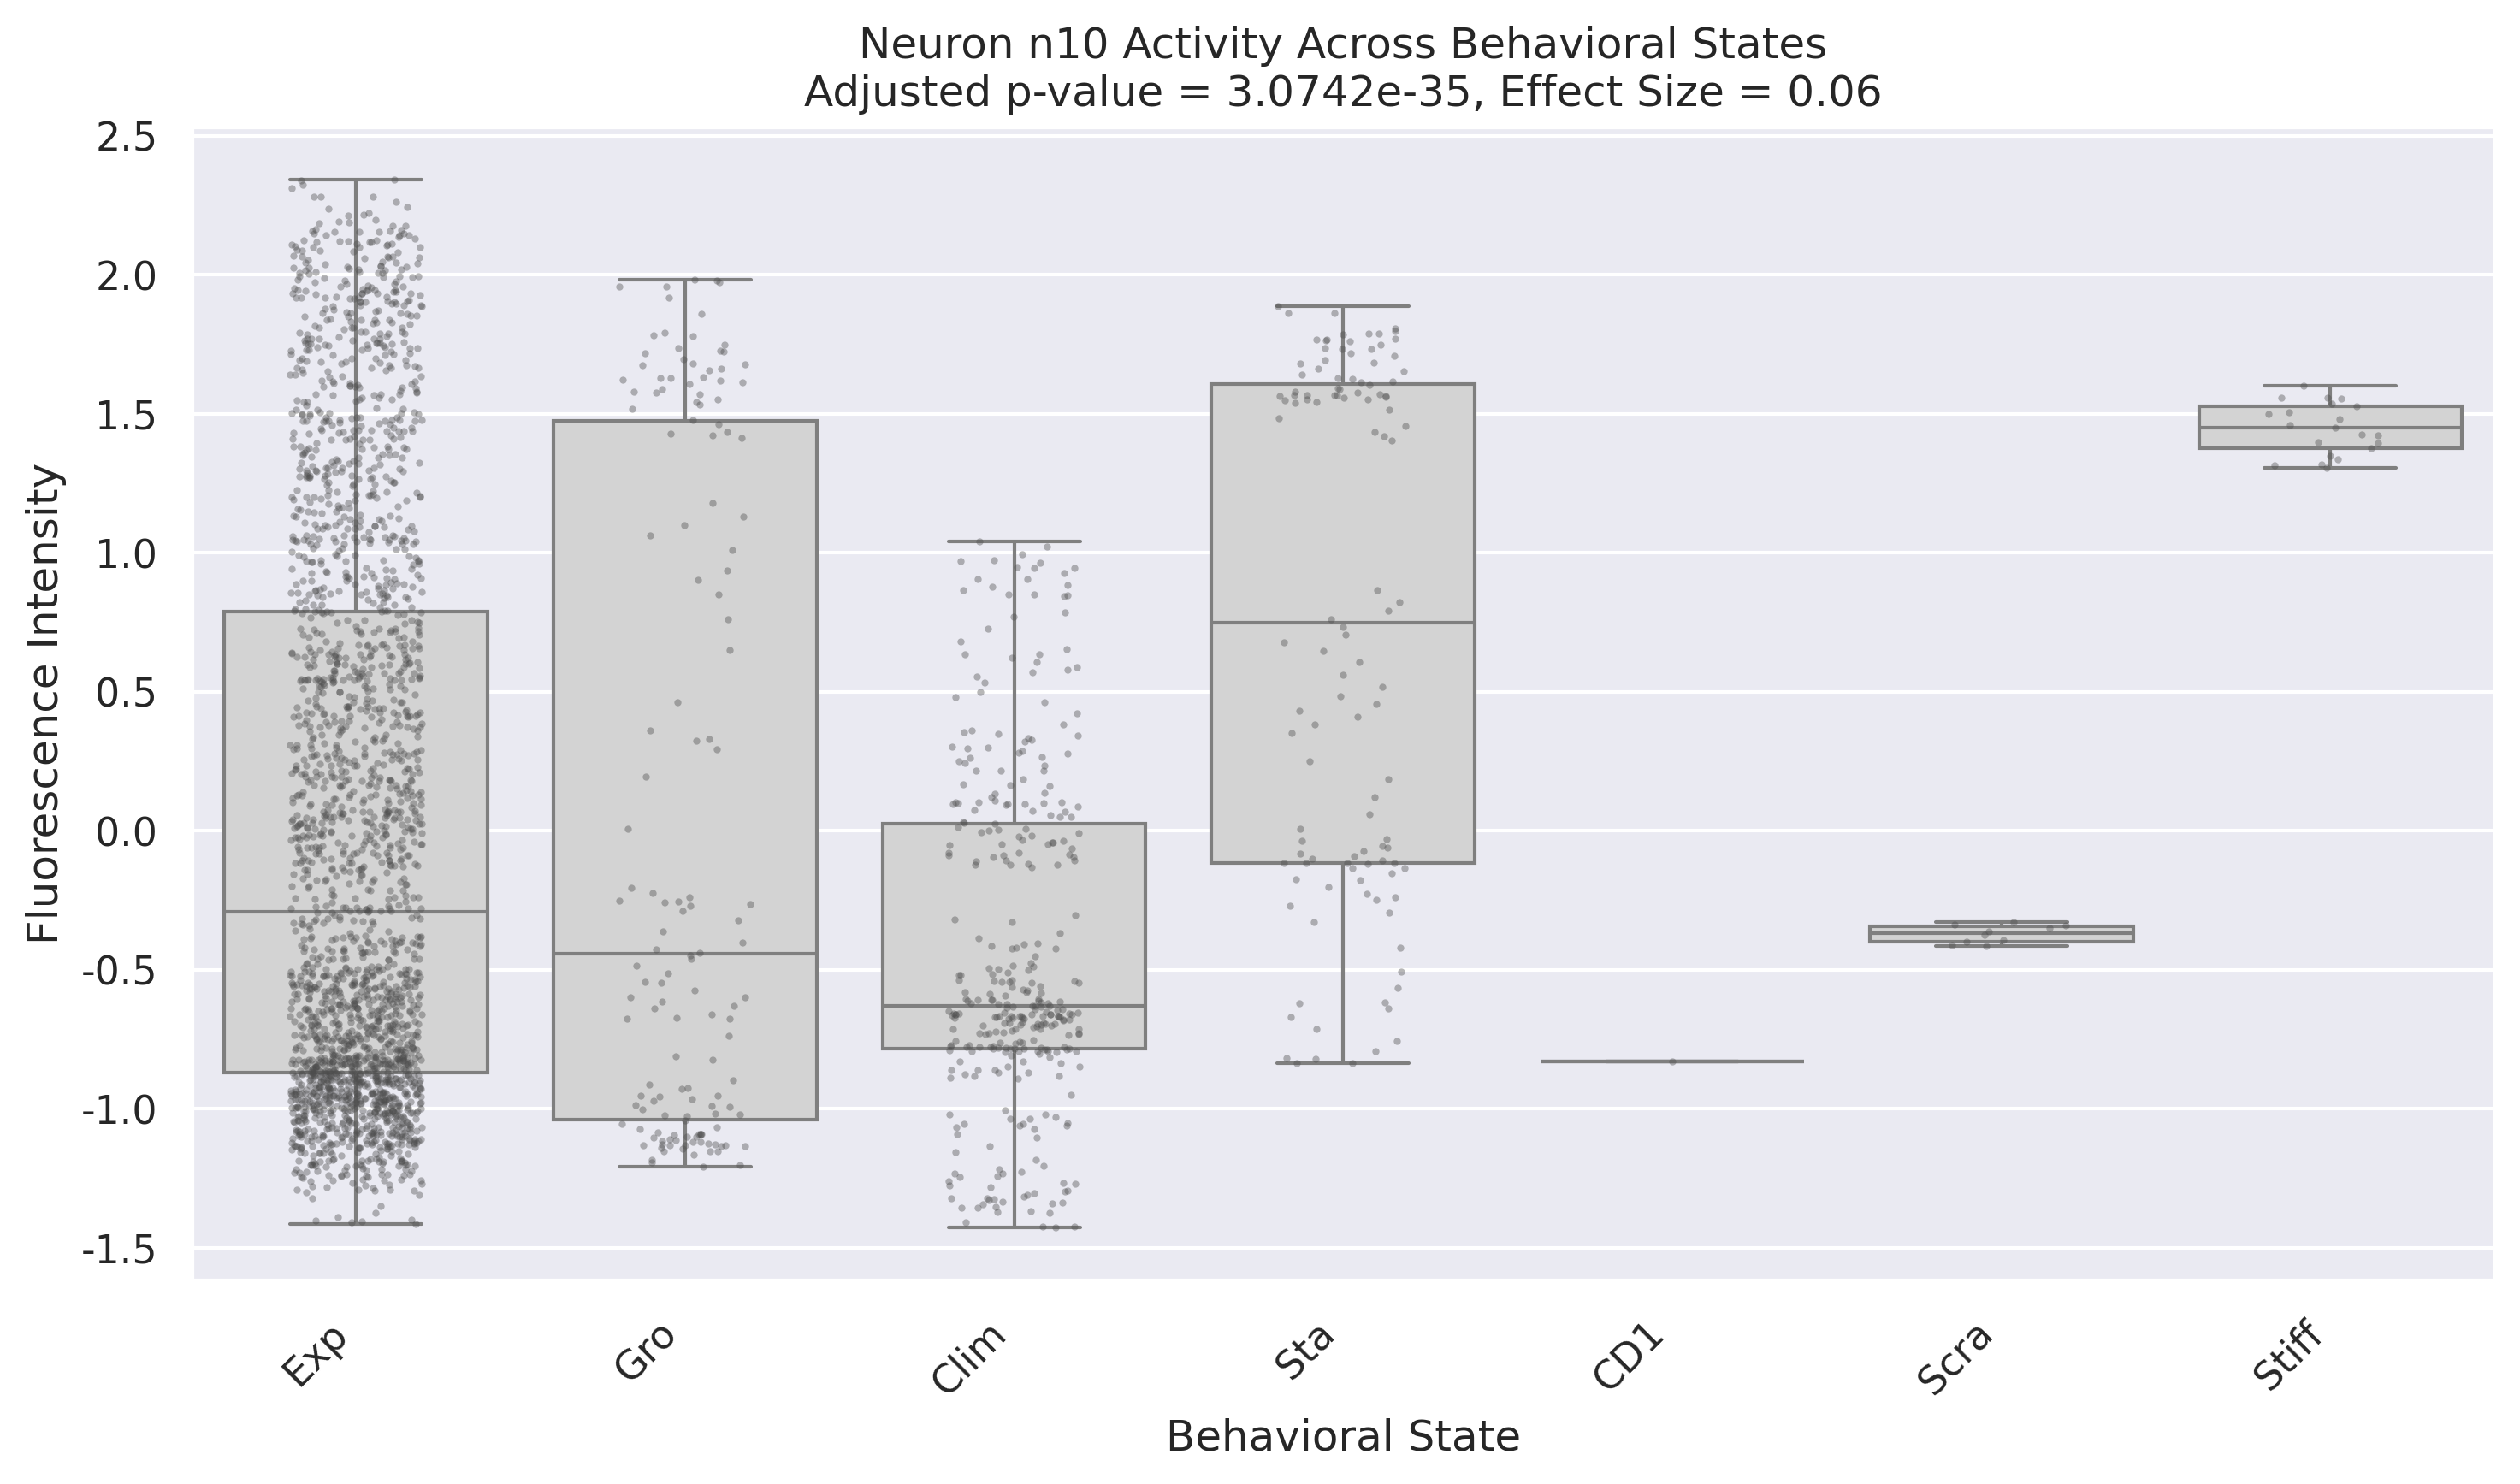 Neuron n10 Activity Across Behavioral States
Adjusted p-value = 3.0742e-35, Effect Size = 0.06
2.5
2.0
1.5
1.0
0.5
0.0
-0.5
-1.0
-1.5
Fluorescence Intensity
Exp
Gro
Clim
Sta
CD1
Scra
Stiff
Behavioral State